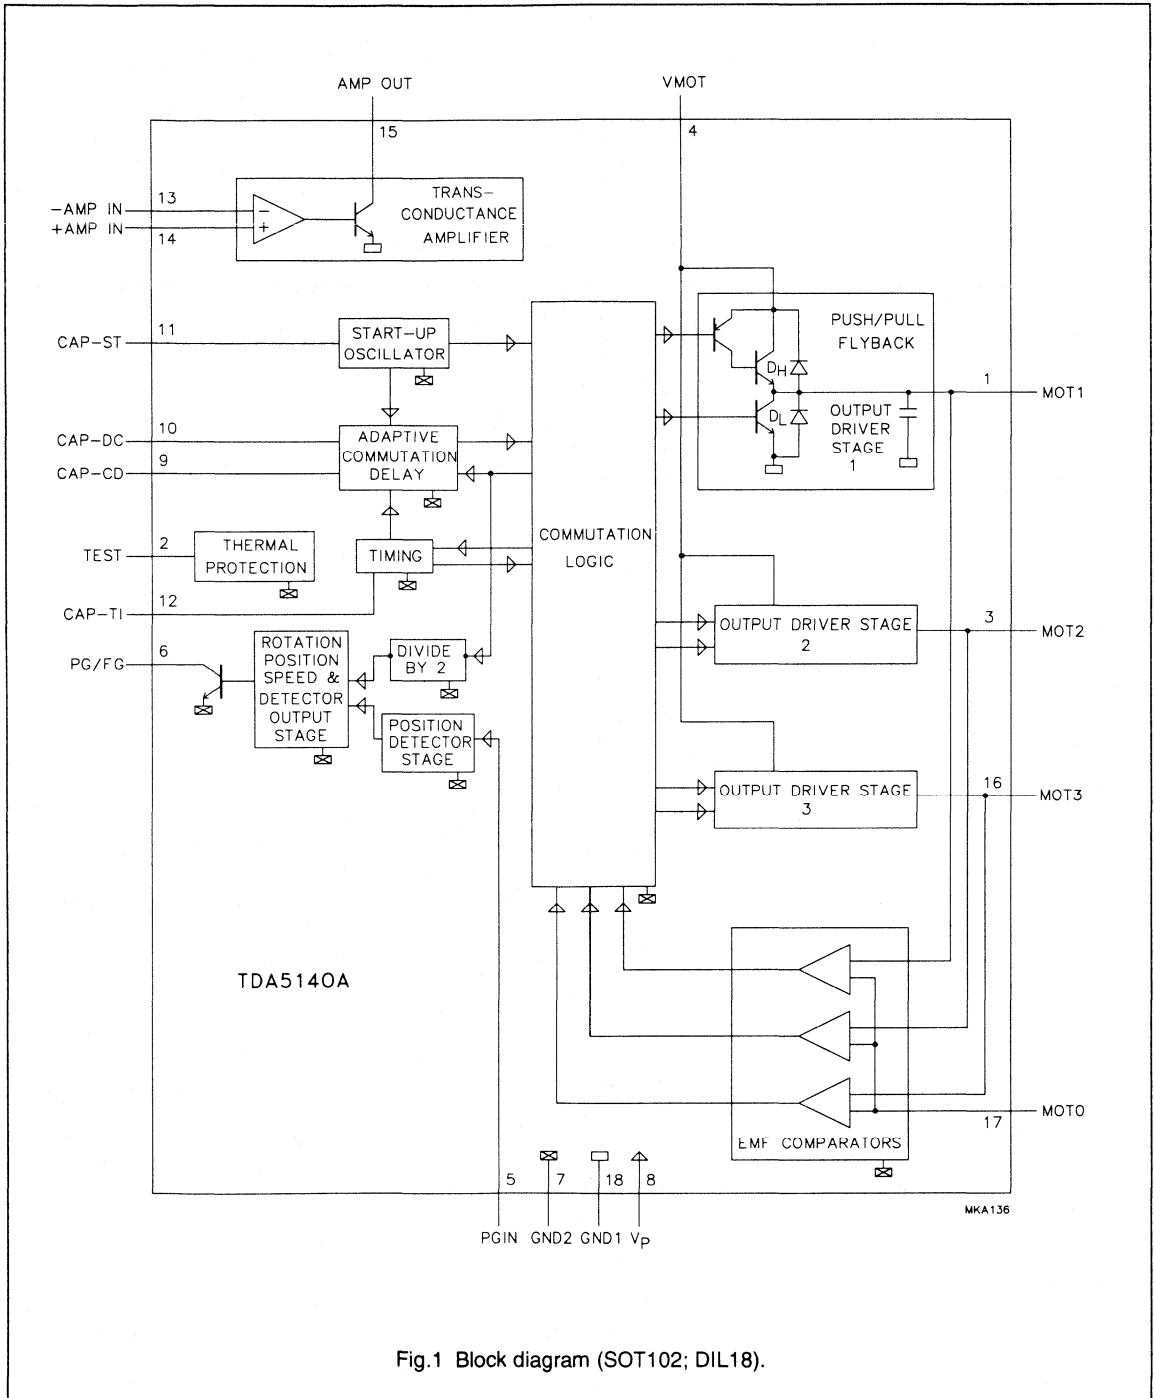 AMP OUT
VMOT
15
4
-AMP IN
13
+AMP IN
14
TRANS-
CONDUCTANCE
AMPLIFIER
CAP-ST
11
START-UP
OSCILLATOR
PUSH/PULL
FLYBACK
DH
DL
OUTPUT
DRIVER
STAGE
1
1
MOT1
CAP-DC
10
CAP-CD
9
ADAPTIVE
COMMUTATION
DELAY
COMMUTATION
LOGIC
TEST
2
THERMAL
PROTECTION
TIMING
CAP-TI
12
PG/FG
6
ROTATION
POSITION
SPEED &
DETECTOR
OUTPUT
STAGE
DIVIDE
BY 2
POSITION
DETECTOR
STAGE
OUTPUT DRIVER STAGE
2
3
MOT2
OUTPUT DRIVER STAGE
3
16
MOT3
TDA5140A
EMF COMPARATORS
17
MOT0
5
7
18
8
PGIN
GND2
GND1
VP
MKA136
Fig.1 Block diagram (SOT102; DIL18).